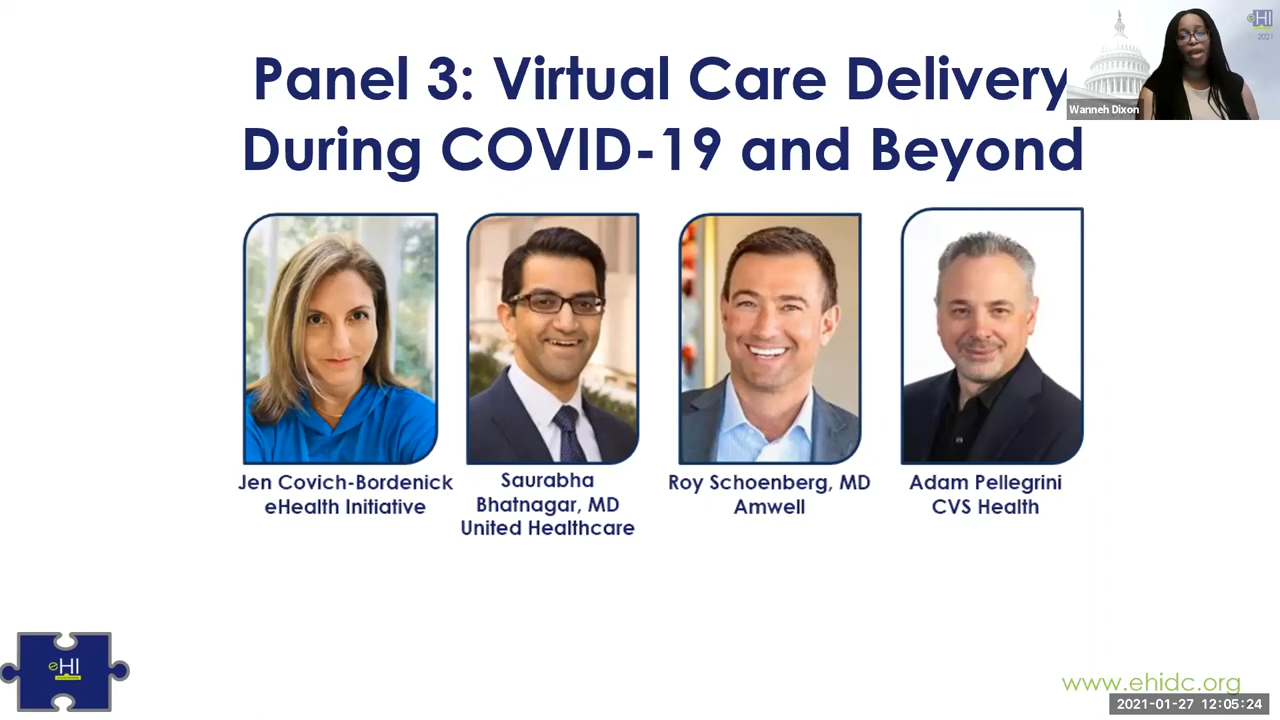 Panel 3: Virtual Care Delivery
During COVID-19 and Beyond
eHI
2021
Wanneh Dixon
Jen Covich-Bordenick
eHealth Initiative
Saurabha
Bhatnagar, MD
United Healthcare
Roy Schoenberg, MD
Amwell
Adam Pellegrini
CVS Health
eHI
www.ehidc.org
2021-01-27 12:05:24